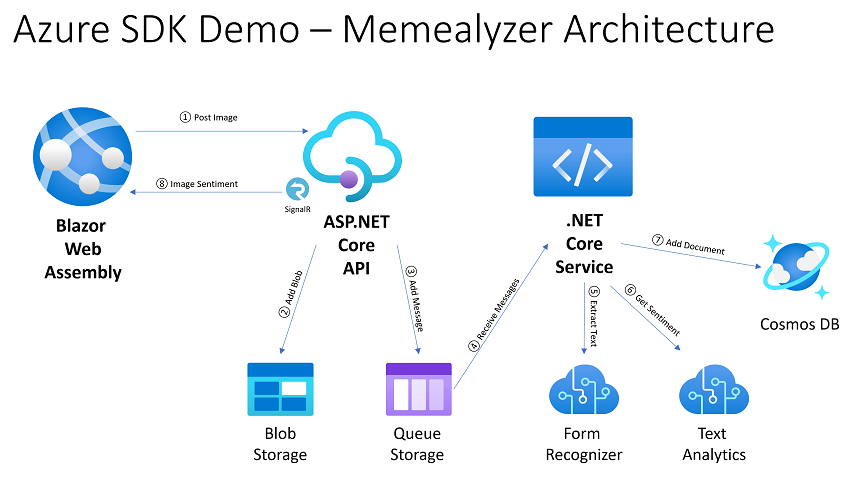 Azure SDK Demo – Memealyzer Architecture
① Post Image
⑧ Image Sentiment
SignalR
Blazor
Web
Assembly
ASP.NET
Core
API
.NET
Core
Service
② Add Blob
③ Add Message
④ Receive Messages
⑤ Extract Text
⑥ Get Sentiment
⑦ Add Document
Cosmos DB
Blob
Storage
Queue
Storage
Form
Recognizer
Text
Analytics